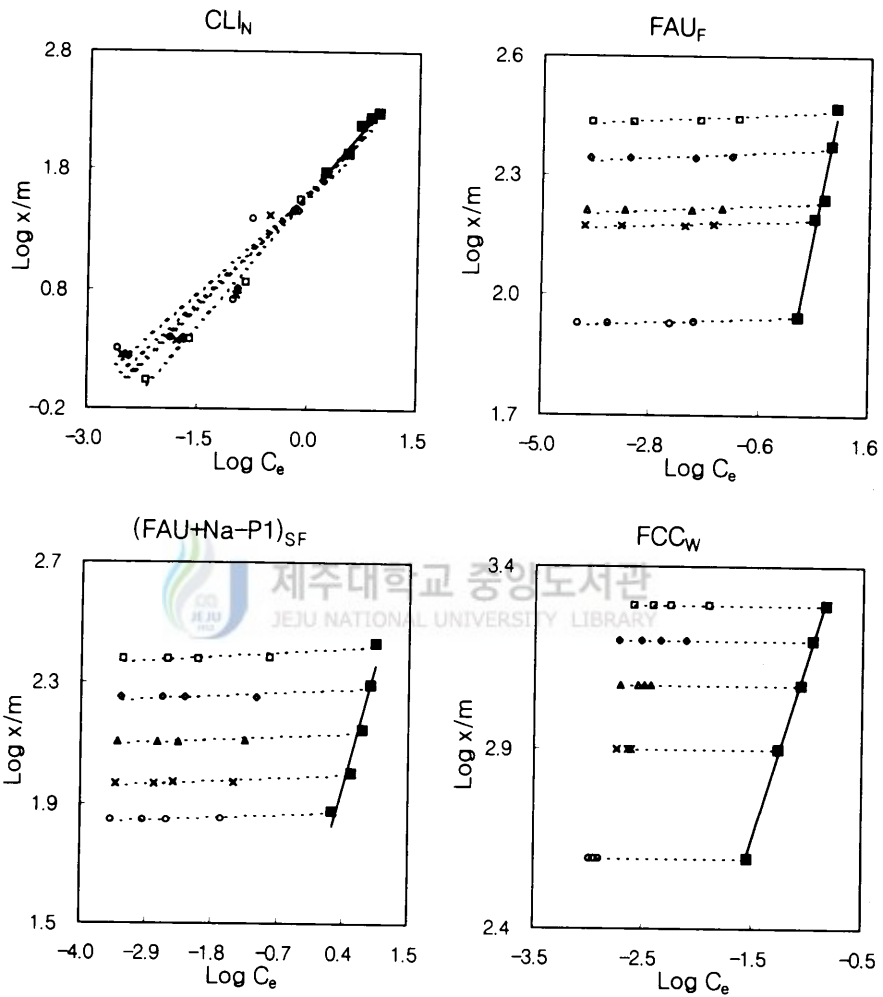 CLI_N
2.8
1.8
0.8
−0.2
Log x/m
−3.0 −1.5 0.0 1.5
Log C_e
FAU_F
2.6
2.3
2.0
1.7
Log x/m
−5.0 −2.8 −0.6 1.6
Log C_e
(FAU+Na−P1)_SF
2.7
2.3
1.9
1.5
Log x/m
−4.0 −2.9 −1.8 −0.7 0.4 1.5
Log C_e
FCC_W
3.4
2.9
2.4
Log x/m
−3.5 −2.5 −1.5 −0.5
Log C_e
제주대학교 중앙도서관
JEJU NATIONAL UNIVERSITY LIBRARY
JEJU